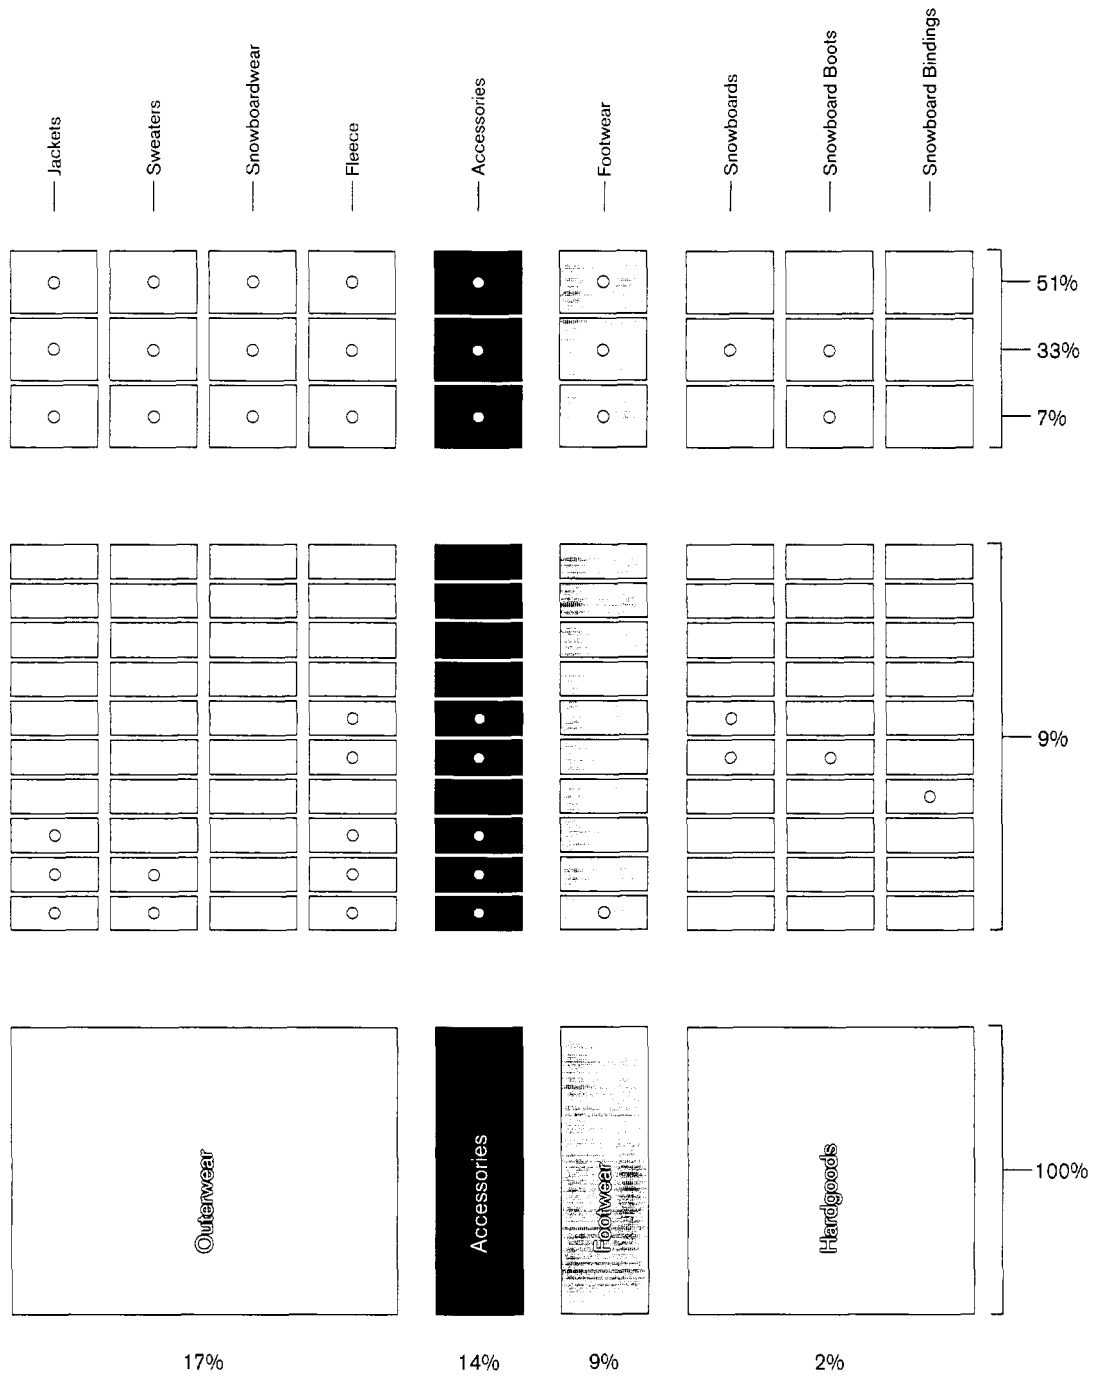 Jackets
Sweaters
Snowboardwear
Fleece
Accessories
Footwear
Snowboards
Snowboard Boots
Snowboard Bindings
51%
33%
7%
9%
Outerwear
Accessories
Footwear
Hardgoods
100%
17%
14%
9%
2%